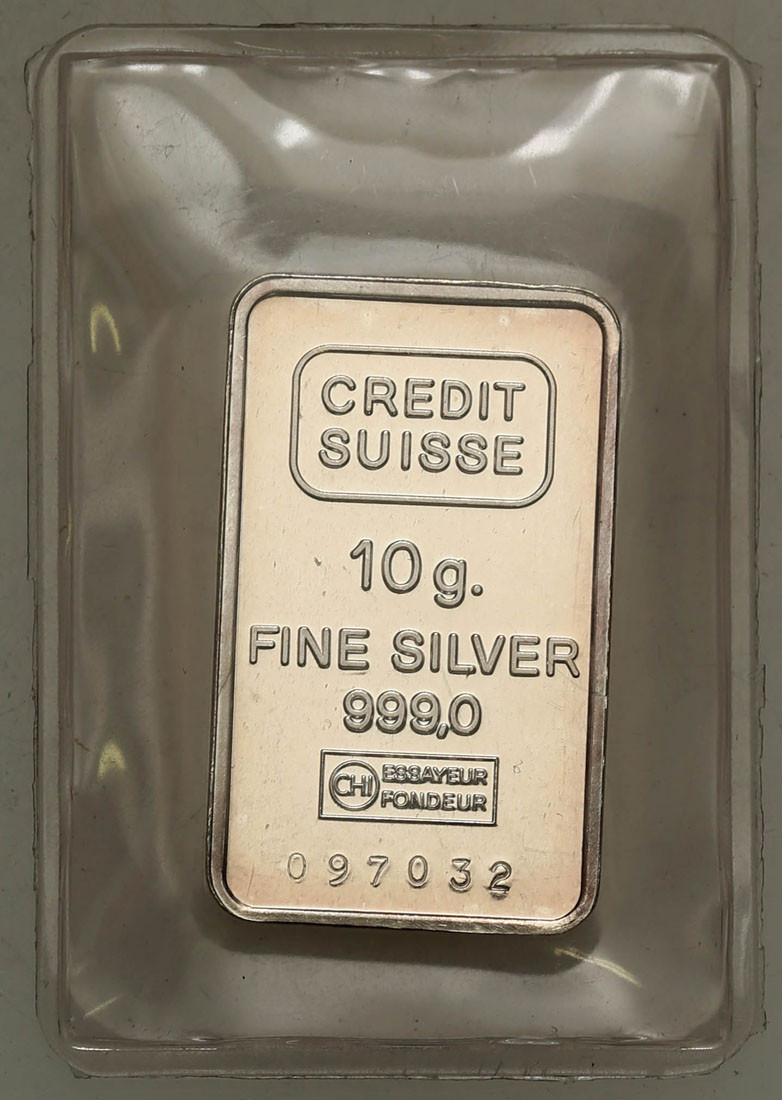 CREDIT
SUISSE
10g.
FINE SILVER
999,0
CHI ESSAYEUR
FONDEUR
097032